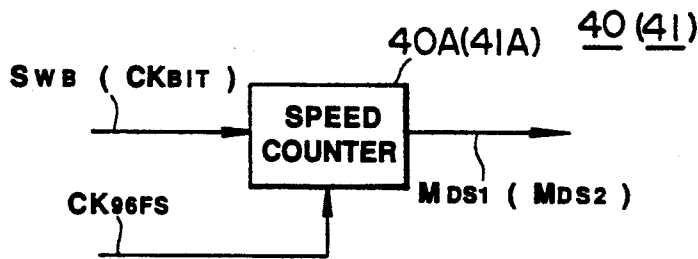 40A(41A) 40 (41)
SWB ( CKBIT )
SPEED
COUNTER
MDS1 ( MDS2 )
CK96FS